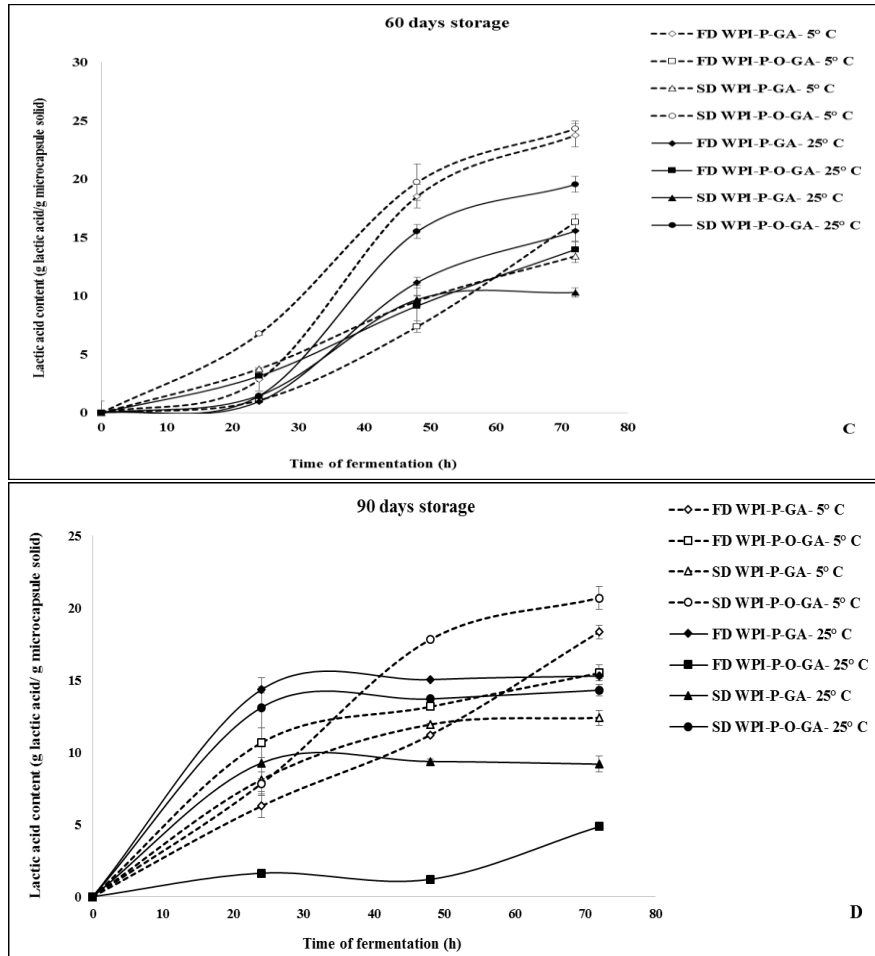 60 days storage
Lactic acid content (g lactic acid/g microcapsule solid)
30
25
20
15
10
5
0
0 10 20 30 40 50 60 70 80
Time of fermentation (h)
FD WPI-P-GA- 5° C
FD WPI-P-O-GA- 5° C
SD WPI-P-GA- 5° C
SD WPI-P-O-GA- 5° C
FD WPI-P-GA- 25° C
FD WPI-P-O-GA- 25° C
SD WPI-P-GA- 25° C
SD WPI-P-O-GA- 25° C
C
90 days storage
Lactic acid content (g lactic acid/ g microcapsule solid)
25
20
15
10
5
0
0 10 20 30 40 50 60 70 80
Time of fermentation (h)
FD WPI-P-GA- 5° C
FD WPI-P-O-GA- 5° C
SD WPI-P-GA- 5° C
SD WPI-P-O-GA- 5° C
FD WPI-P-GA- 25° C
FD WPI-P-O-GA- 25° C
SD WPI-P-GA- 25° C
SD WPI-P-O-GA- 25° C
D